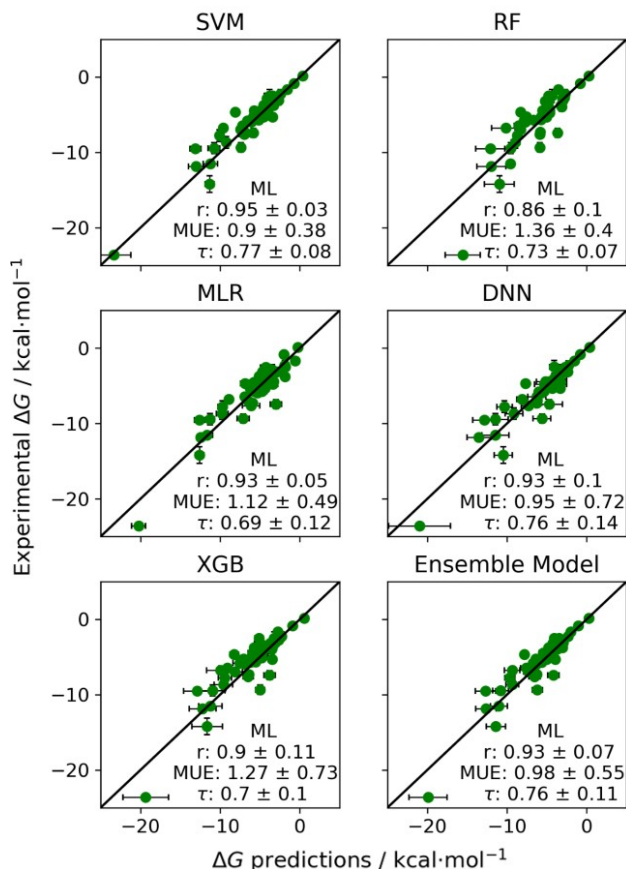 SVM
RF
0
−10
−20
ML
r: 0.95 ± 0.03
MUE: 0.9 ± 0.38
τ: 0.77 ± 0.08
ML
r: 0.86 ± 0.1
MUE: 1.36 ± 0.4
τ: 0.73 ± 0.07
MLR
DNN
Experimental ΔG / kcal·mol⁻¹
0
−10
−20
ML
r: 0.93 ± 0.05
MUE: 1.12 ± 0.49
τ: 0.69 ± 0.12
ML
r: 0.93 ± 0.1
MUE: 0.95 ± 0.72
τ: 0.76 ± 0.14
XGB
Ensemble Model
0
−10
−20
ML
r: 0.9 ± 0.11
MUE: 1.27 ± 0.73
τ: 0.7 ± 0.1
ML
r: 0.93 ± 0.07
MUE: 0.98 ± 0.55
τ: 0.76 ± 0.11
−20 −10 0
−20 −10 0
ΔG predictions / kcal·mol⁻¹